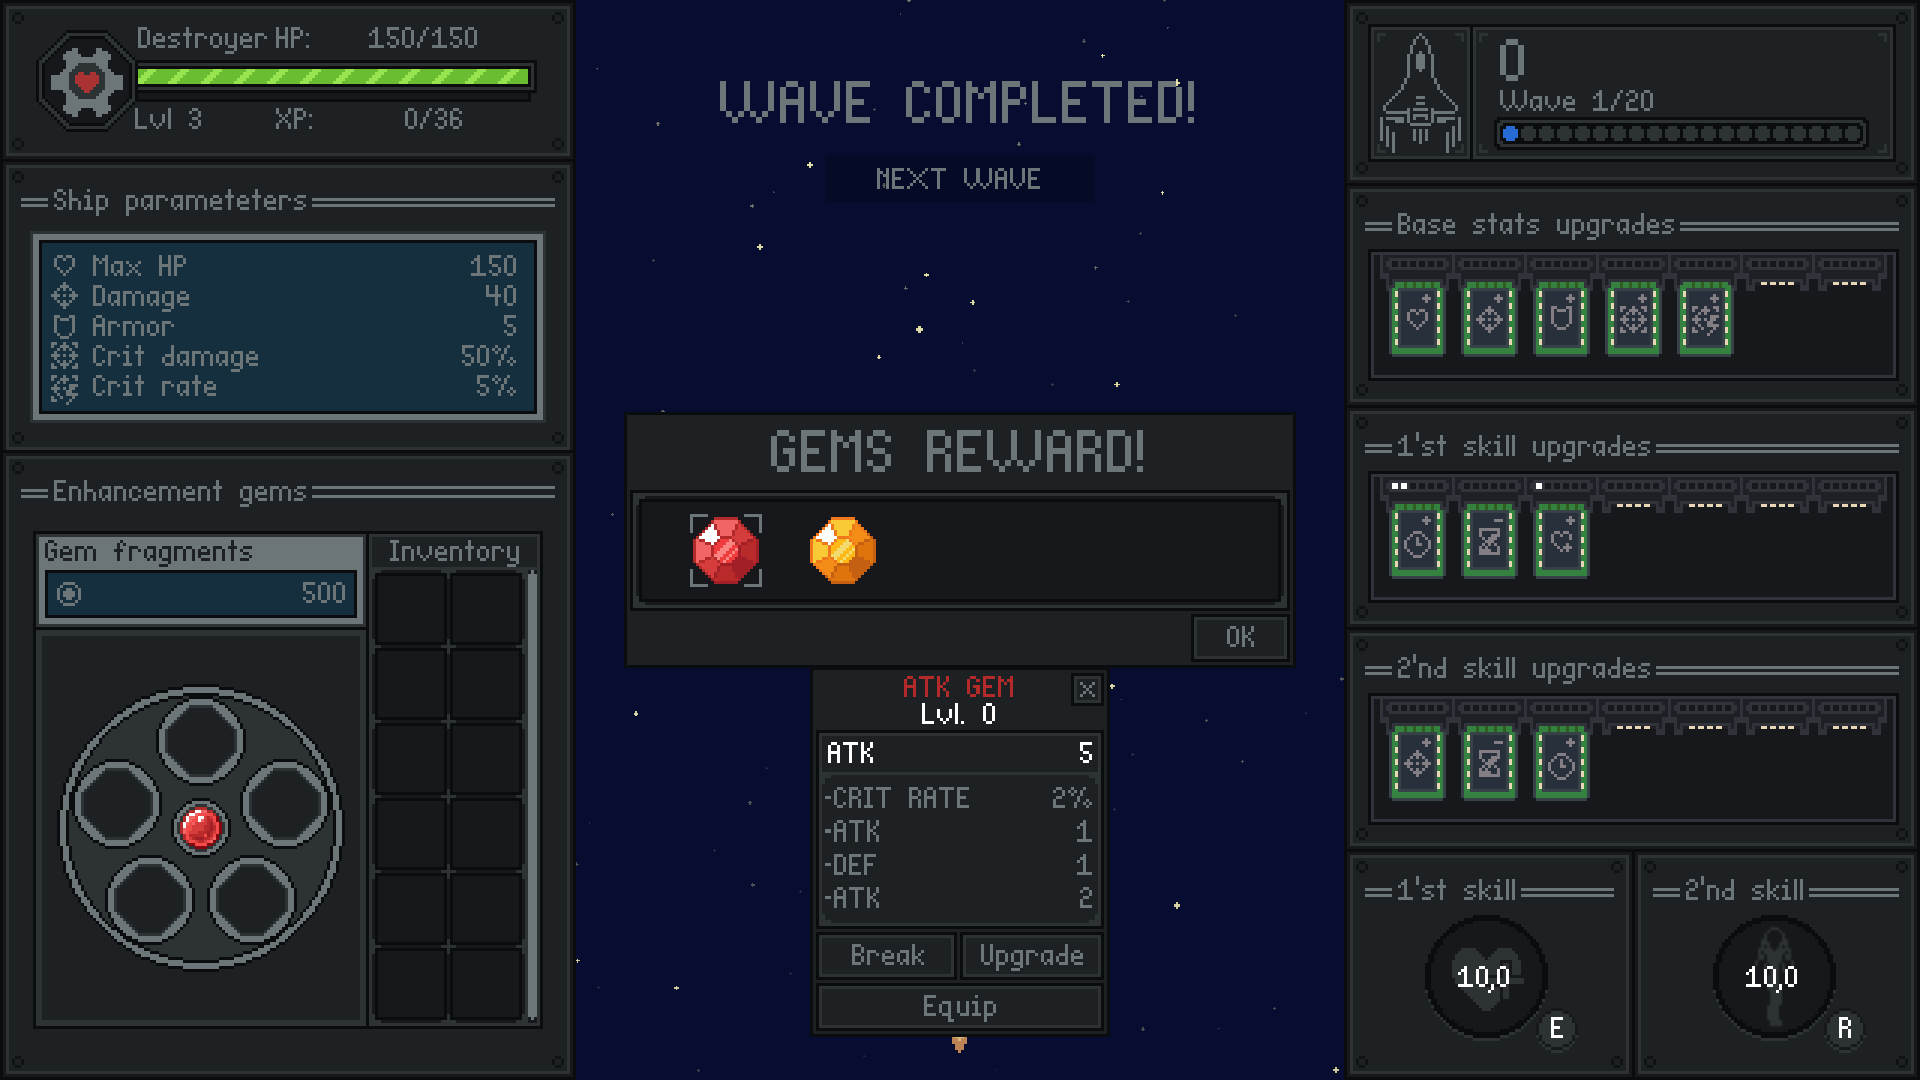 Destroyer HP: 150/150
Lvl 3 XP: 0/36
Ship parameteters
Max HP 150
Damage 40
Armor 5
Crit damage 50%
Crit rate 5%
Enhancement gems
Gem fragments
500
Inventory
WAVE COMPLETED!
NEXT WAVE
GEMS REWARD!
OK
ATK GEM
X
Lvl. 0
ATK 5
-CRIT RATE 2%
-ATK 1
-DEF 1
-ATK 2
Break Upgrade
Equip
0
Wave 1/20
Base stats upgrades
1'st skill upgrades
2'nd skill upgrades
1'st skill
10,0
E
2'nd skill
10,0
R